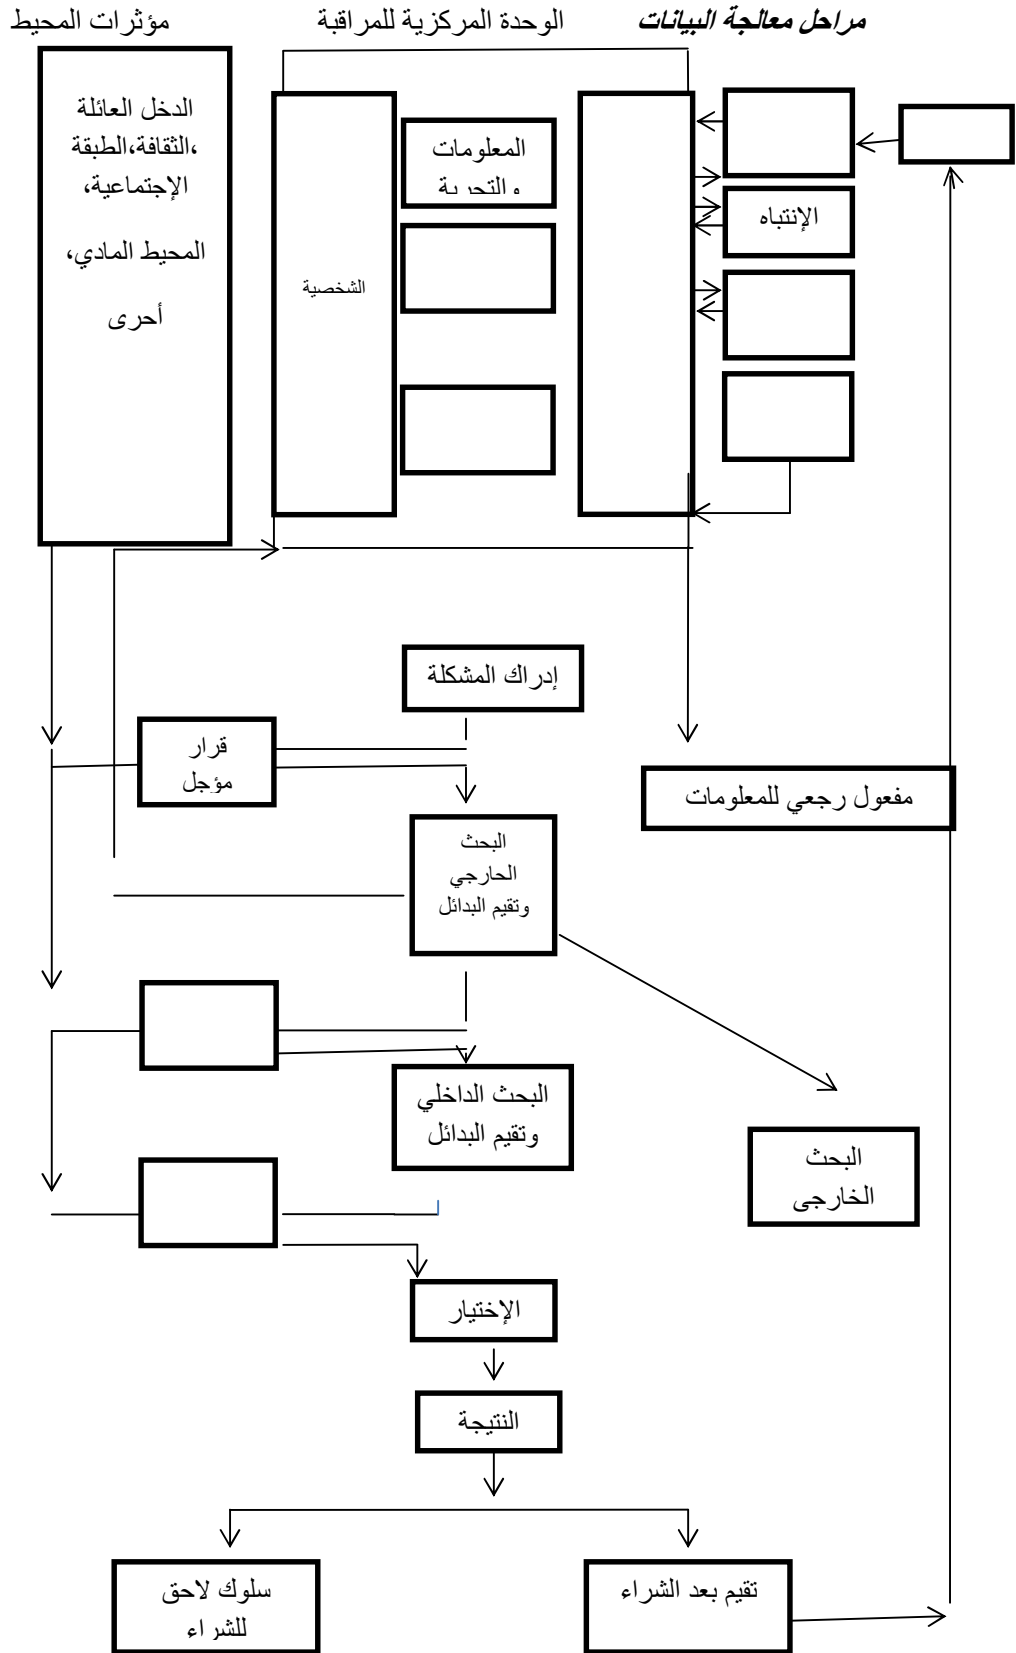 مراحل معالجة البيانات
الوحدة المركزية للمراقبة
مؤثرات المحيط
الدخل العائلة
،الثقافة،الطبقة
الإجتماعية،
المحيط المادي،
أحرى
الشخصية
المعلومات
والتجربة
الإنتباه
إدراك المشكلة
قرار
مؤجل
مفعول رجعي للمعلومات
البحث
الحارجي
وتقيم البدائل
البحث الداخلي
وتقيم البدائل
البحث
الخارجى
الإختيار
النتيجة
سلوك لاحق
للشراء
تقيم بعد الشراء